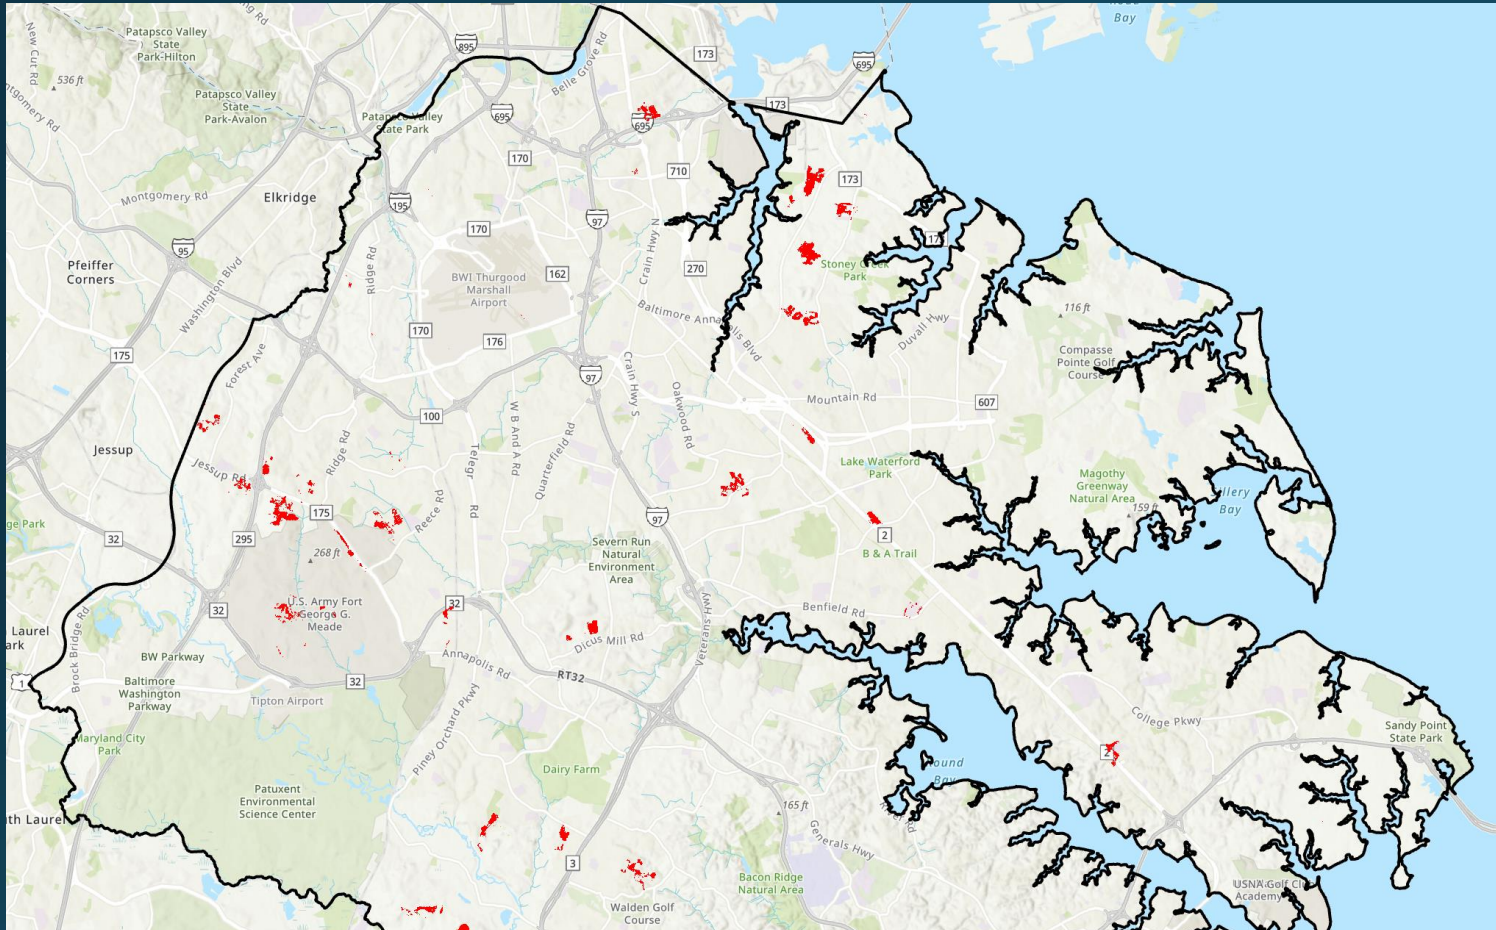 New Cut Rd
Patapsco Valley
State
Park-Hilton
536 ft
Patapsco Valley
State
Park-Avalon
895
Belle Grove Rd
173
695
Bay
173
Patapsco Valley
State Park
695
695
170
710
173
Montgomery Rd
Elkridge
195
97
170
95
Washington Blvd
Pfeiffer
Corners
Ridge Rd
BWI Thurgood
Marshall
Airport
162
Crain Hwy N
270
Stoney Creek
Park
116 ft
Baltimore Annapolis Blvd
Duvall Hwy
170
176
175
Forest Ave
Compasse
Pointe Golf
Course
97
Crain Hwy S
Oakwood Rd
Mountain Rd
607
100
W B And A Rd
Quarterfield Rd
Jessup
Ridge Rd
Telegr
Rd
Jessup Rd
Lake Waterford
Park
Magothy
Greenway
Natural Area
159 ft
Bay
175
Reece Rd
97
2
B & A Trail
32
295
268 ft
Severn Run
Natural
Environment
Area
U.S. Army Fort
George G.
Meade
32
32
Benfield Rd
Veterans Hwy
Dicus Mill Rd
Laurel
Brock Bridge Rd
BW Parkway
Annapolis Rd
RT32
1
32
Baltimore
Washington
Parkway
Tipton Airport
Piney Orchard Pkwy
College Pkwy
Sandy Point
State Park
Maryland City
Park
2
Dairy Farm
Patuxent
Environmental
Science Center
165 ft
Generals Hwy
3
Bacon Ridge
Natural Area
Walden Golf
Course
Academy